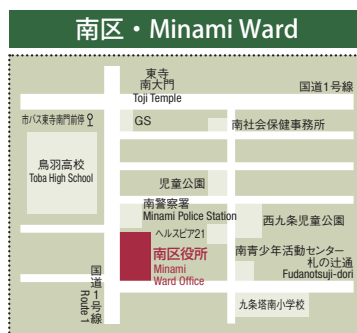 南区・Minami Ward
東寺
南大門
Toji Temple
国道1号線
市バス東寺南門前停
GS
南社会保健事務所
鳥羽高校
Toba High School
児童公園
南警察署
Minami Police Station
ヘルスピア21
西九条児童公園
南区役所
Minami
Ward Office
南青少年活動センター
札の辻通
Fudanotsuji-dori
国道1号線
Route 1
九条塔南小学校